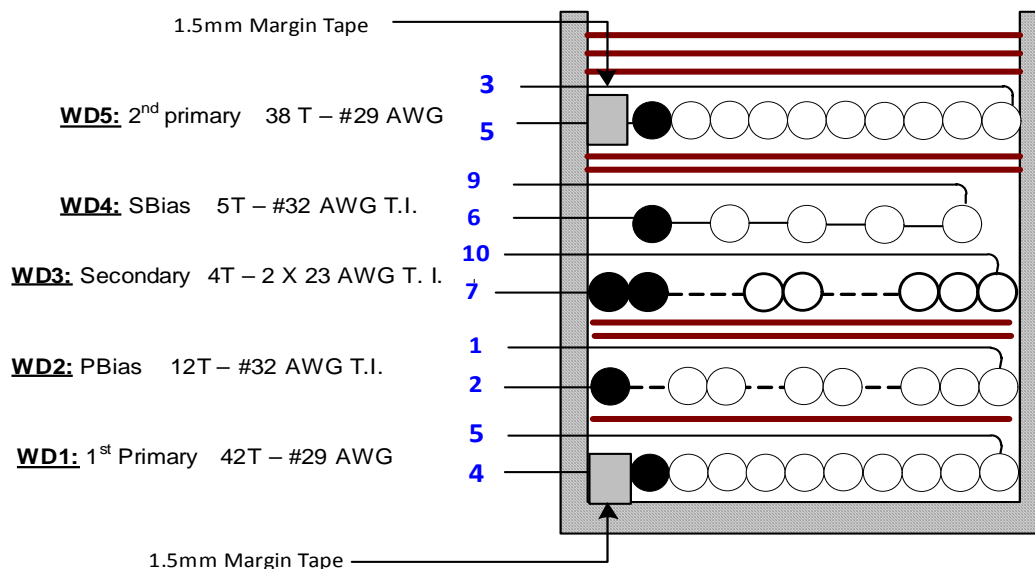 1.5mm Margin Tape
3
WD5: 2nd primary 38 T – #29 AWG
5
9
WD4: SBias 5T – #32 AWG T.I.
6
10
WD3: Secondary 4T – 2 X 23 AWG T. I.
7
1
WD2: PBias 12T – #32 AWG T.I.
2
5
WD1: 1st Primary 42T – #29 AWG
4
1.5mm Margin Tape